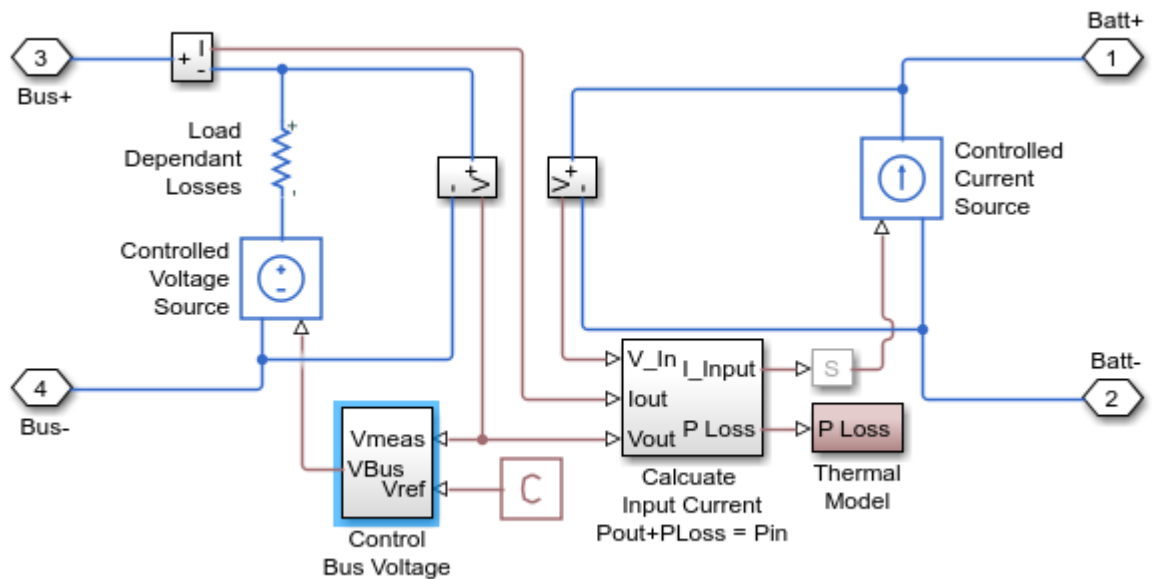 3
Bus+
+
I
-
Load
Dependant
Losses
+
-
Controlled
Voltage
Source
+
-
4
Bus-
-
+
V
V
+
-
Batt+
1
Controlled
Current
Source
V_In
I_Input
Iout
Vout
P Loss
S
P Loss
Batt-
2
Vmeas
VBus
Vref
C
Control
Bus Voltage
Calcuate
Input Current
Pout+PLoss = Pin
Thermal
Model